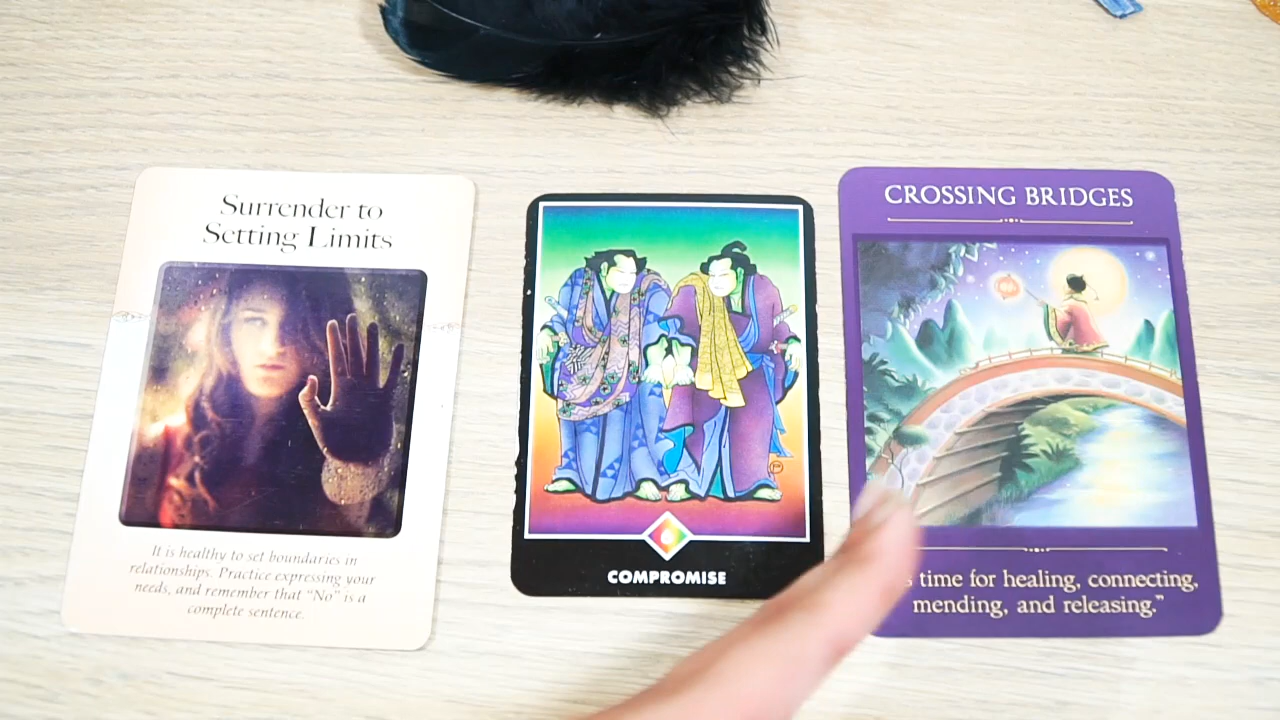 Surrender to
Setting Limits
It is healthy to set boundaries in
relationships. Practice expressing your
needs, and remember that "No" is a
complete sentence.
COMPROMISE
CROSSING BRIDGES
time for healing, connecting,
mending, and releasing."